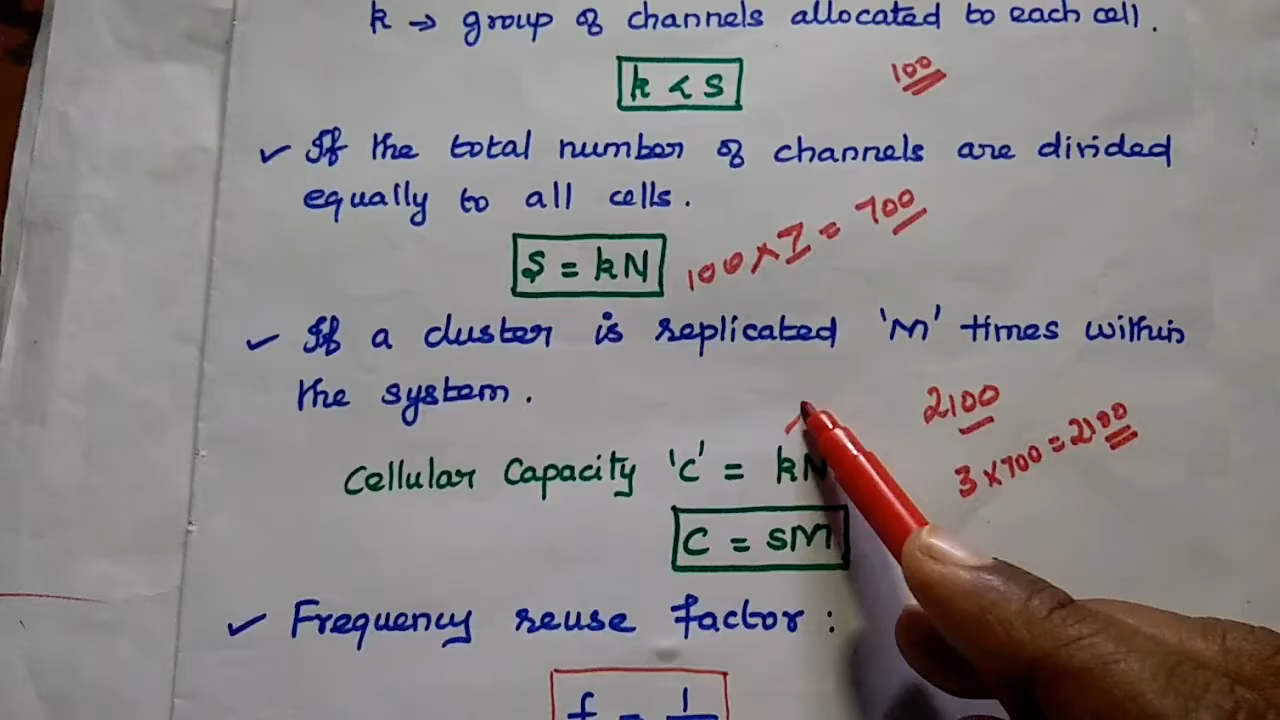 k → group of channels allocated to each cell.
k < S
100
✓ If the total number of channels are divided
equally to all cells.
S = kN
100 × 7 = 700
✓ If a cluster is replicated 'M' times within
the system.
2100
3 × 700 = 2100
Cellular Capacity 'C' = kN
C = SM
✓ Frequency reuse factor :
f = 1